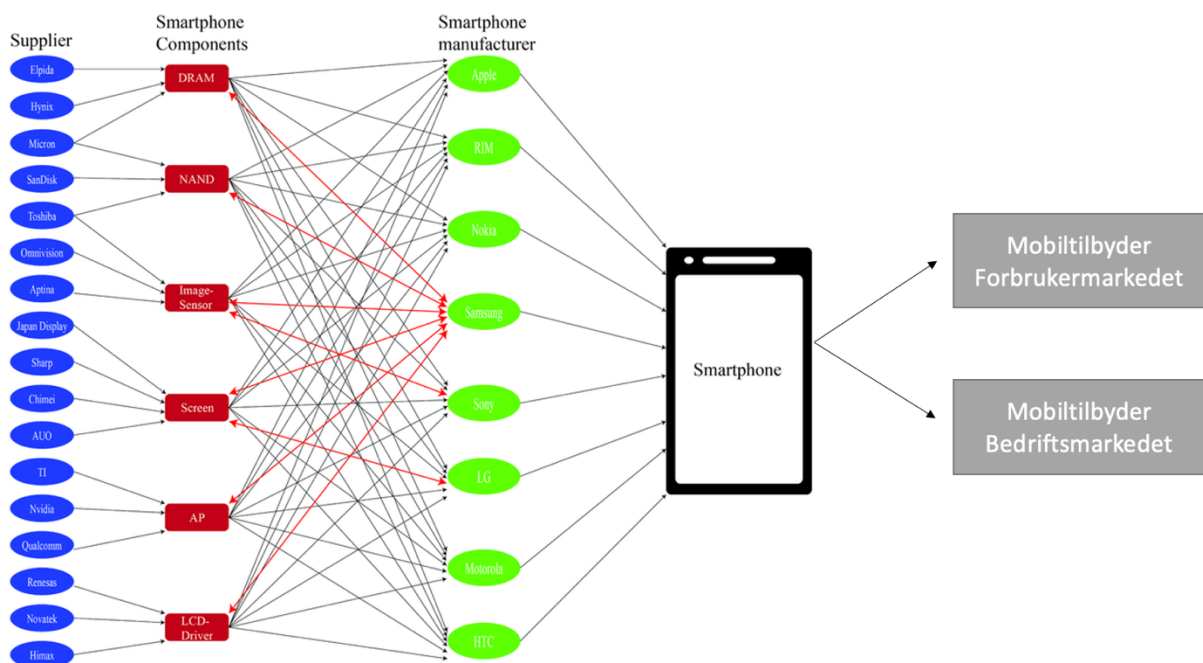 Supplier
Smartphone
Components
Smartphone
manufacturer
Elpida
Hynix
Micron
SanDisk
Toshiba
Omnivision
Aptina
Japan Display
Sharp
Chimei
AUO
TI
Nvidia
Qualcomm
Renesas
Novatek
Himax
DRAM
NAND
Image-
Sensor
Screen
AP
LCD-
Driver
Apple
RIM
Nokia
Samsung
Sony
LG
Motorola
HTC
Smartphone
Mobiltilbyder
Forbrukermarkedet
Mobiltilbyder
Bedriftsmarkedet